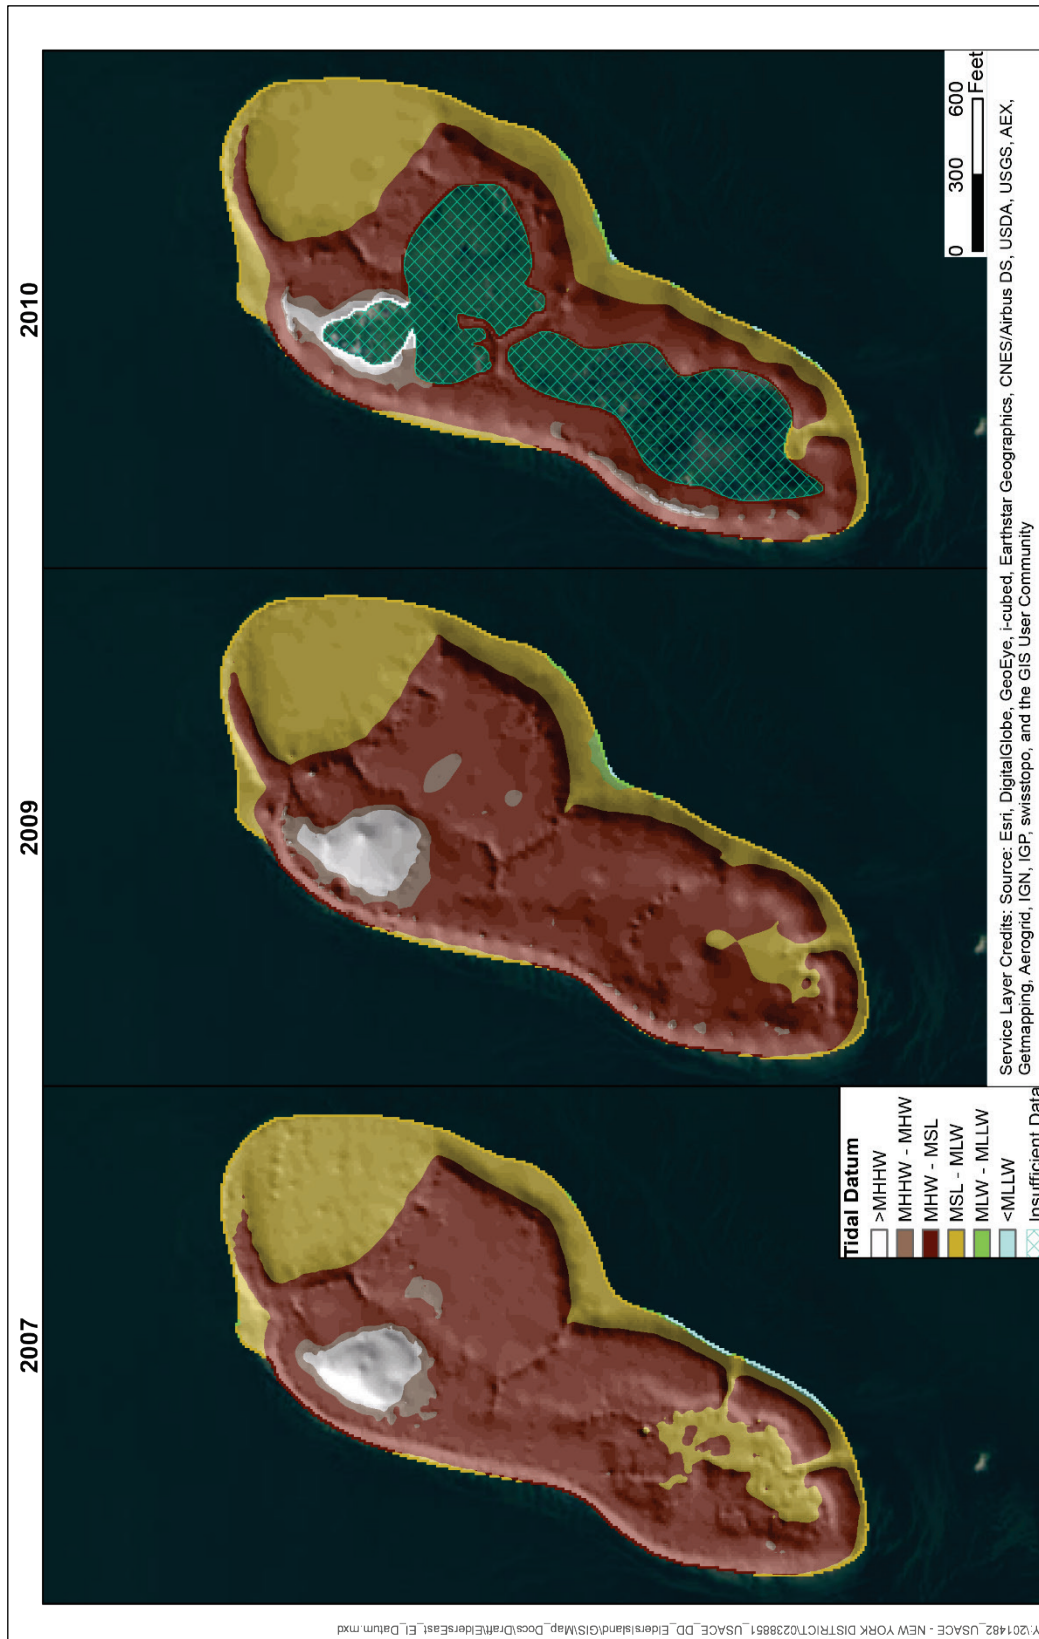 2007
2009
2010
Tidal Datum
>MHHW
MHHW - MHW
MHW - MSL
MSL - MLW
MLW - MLLW
<MLLW
Insufficient Data
0 300 600
Feet
Service Layer Credits: Source: Esri, DigitalGlobe, GeoEye, i-cubed, Earthstar Geographics, CNES/Airbus DS, USDA, USGS, AEX,
Getmapping, Aerogrid, IGN, IGP, swisstopo, and the GIS User Community
Y:\201482_USACE - NEW YORK DISTRICT\0238851_USACE_DD_EldersIsland\GIS\Map_Docs\Draft\EldersEast_El_Datum.mxd